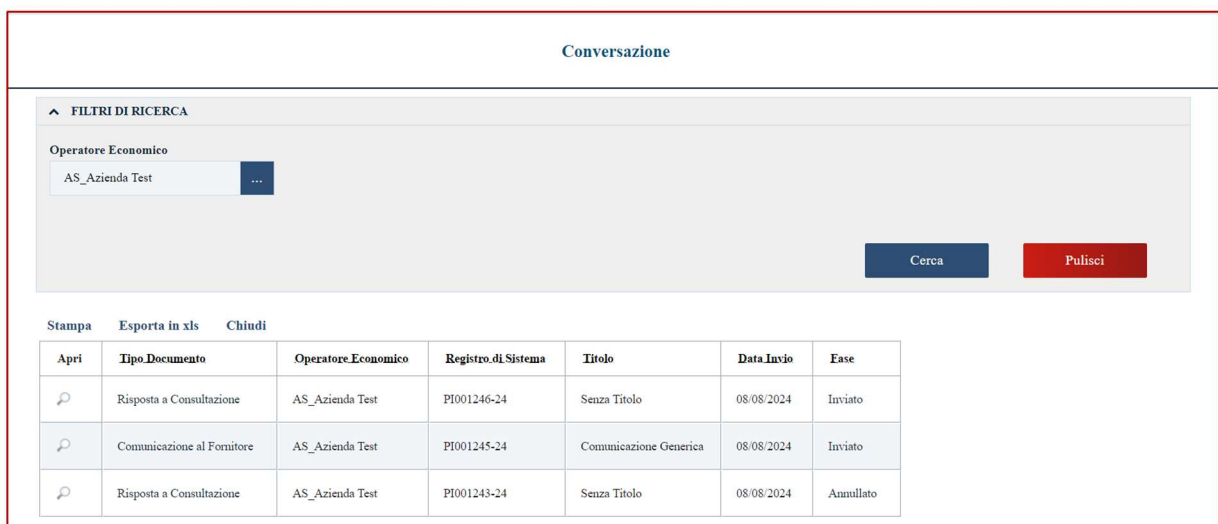 Conversazione
FILTRI DI RICERCA
Operatore Economico
AS_Azienda Test ...
Cerca Pulisci
Stampa Esporta in xls Chiudi
Apri Tipo Documento Operatore Economico Registro di Sistema Titolo Data Invio Fase
Risposta a Consultazione AS_Azienda Test PI001246-24 Senza Titolo 08/08/2024 Inviato
Comunicazione al Fornitore AS_Azienda Test PI001245-24 Comunicazione Generica 08/08/2024 Inviato
Risposta a Consultazione AS_Azienda Test PI001243-24 Senza Titolo 08/08/2024 Annullato